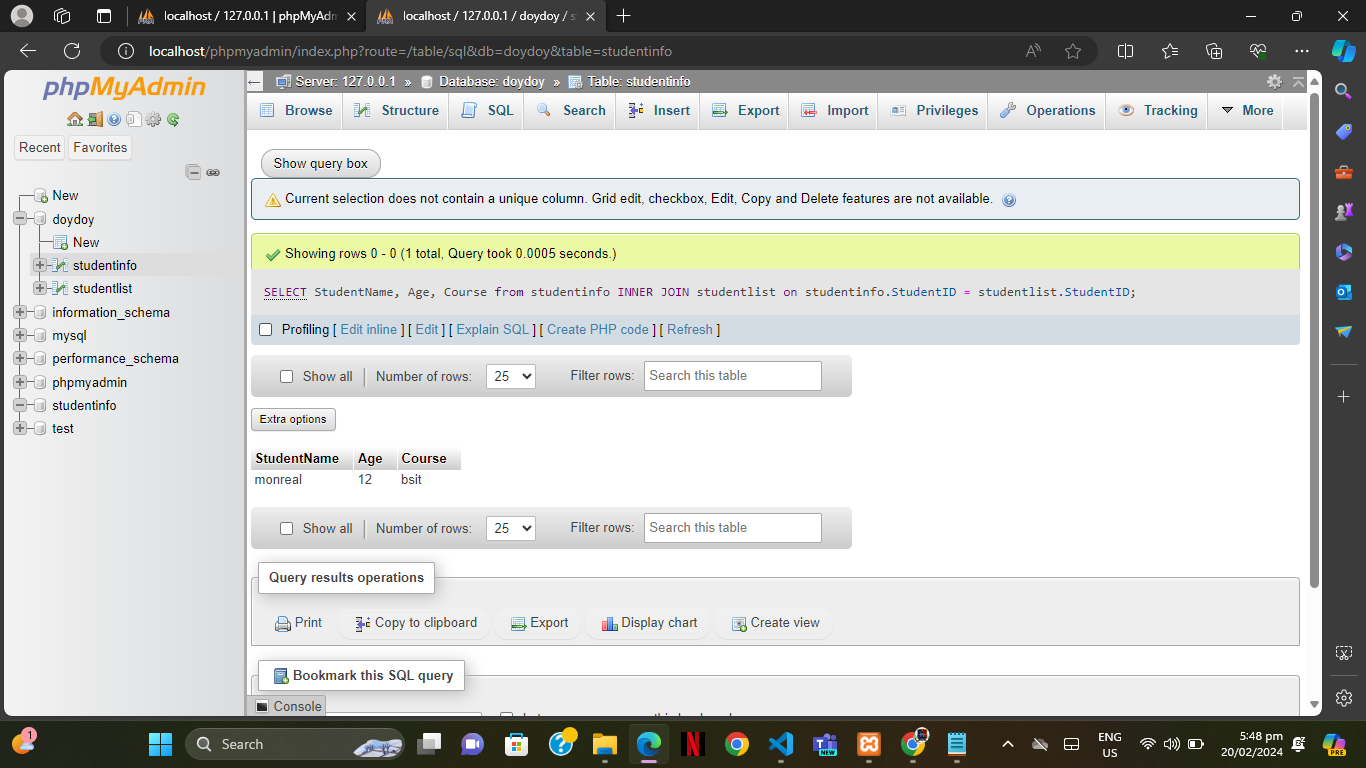 localhost / 127.0.0.1 | phpMyAdm
localhost / 127.0.0.1 / doydoy / s
localhost/phpmyadmin/index.php?route=/table/sql&db=doydoy&table=studentinfo
phpMyAdmin
Recent
Favorites
New
doydoy
New
studentinfo
studentlist
information_schema
mysql
performance_schema
phpmyadmin
studentinfo
test
Server: 127.0.0.1 » Database: doydoy » Table: studentinfo
Browse Structure SQL Search Insert Export Import Privileges Operations Tracking More
Show query box
Current selection does not contain a unique column. Grid edit, checkbox, Edit, Copy and Delete features are not available.
Showing rows 0 - 0 (1 total, Query took 0.0005 seconds.)
SELECT StudentName, Age, Course from studentinfo INNER JOIN studentlist on studentinfo.StudentID = studentlist.StudentID;
Profiling [ Edit inline ] [ Edit ] [ Explain SQL ] [ Create PHP code ] [ Refresh ]
Show all | Number of rows: 25 Filter rows: Search this table
Extra options
StudentName Age Course
monreal 12 bsit
Show all | Number of rows: 25 Filter rows: Search this table
Query results operations
Print Copy to clipboard Export Display chart Create view
Bookmark this SQL query
Console
1
Search
NEW
ENG
US
5:48 pm
20/02/2024
PRE